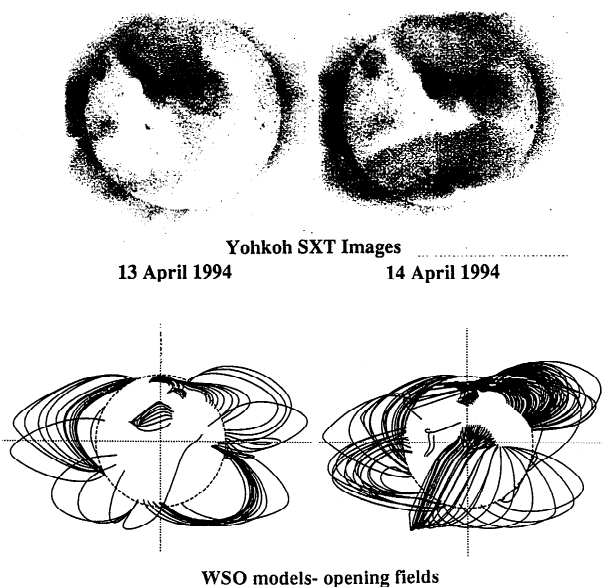 Yohkoh SXT Images
13 April 1994
14 April 1994
WSO models- opening fields